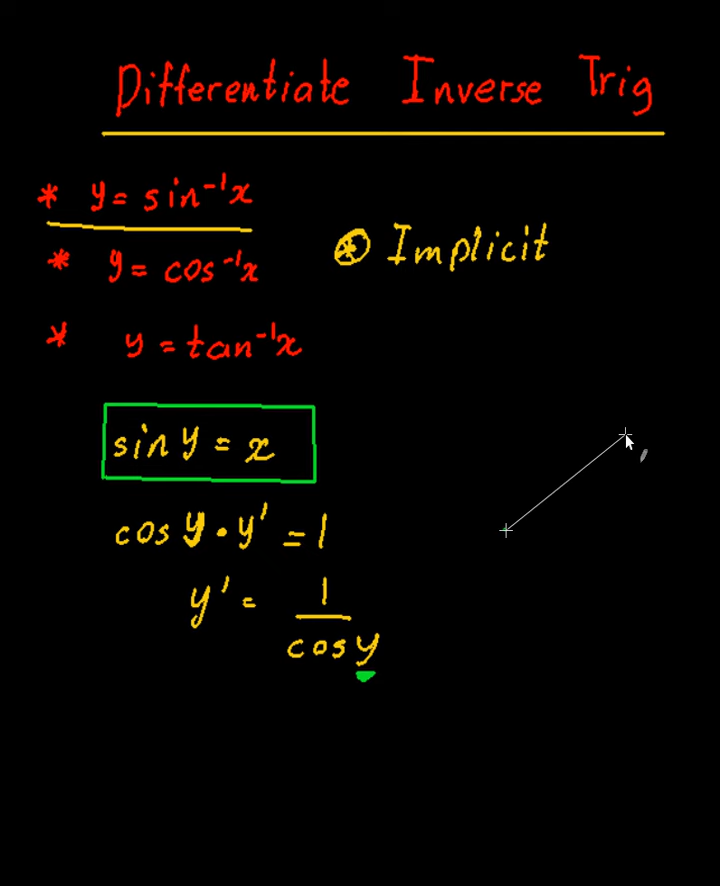 Differentiate Inverse Trig
* y = sin⁻¹x
* y = cos⁻¹x
⊛ Implicit
* y = tan⁻¹x
sin y = x
cos y · y' = 1
y' = 1/cos y